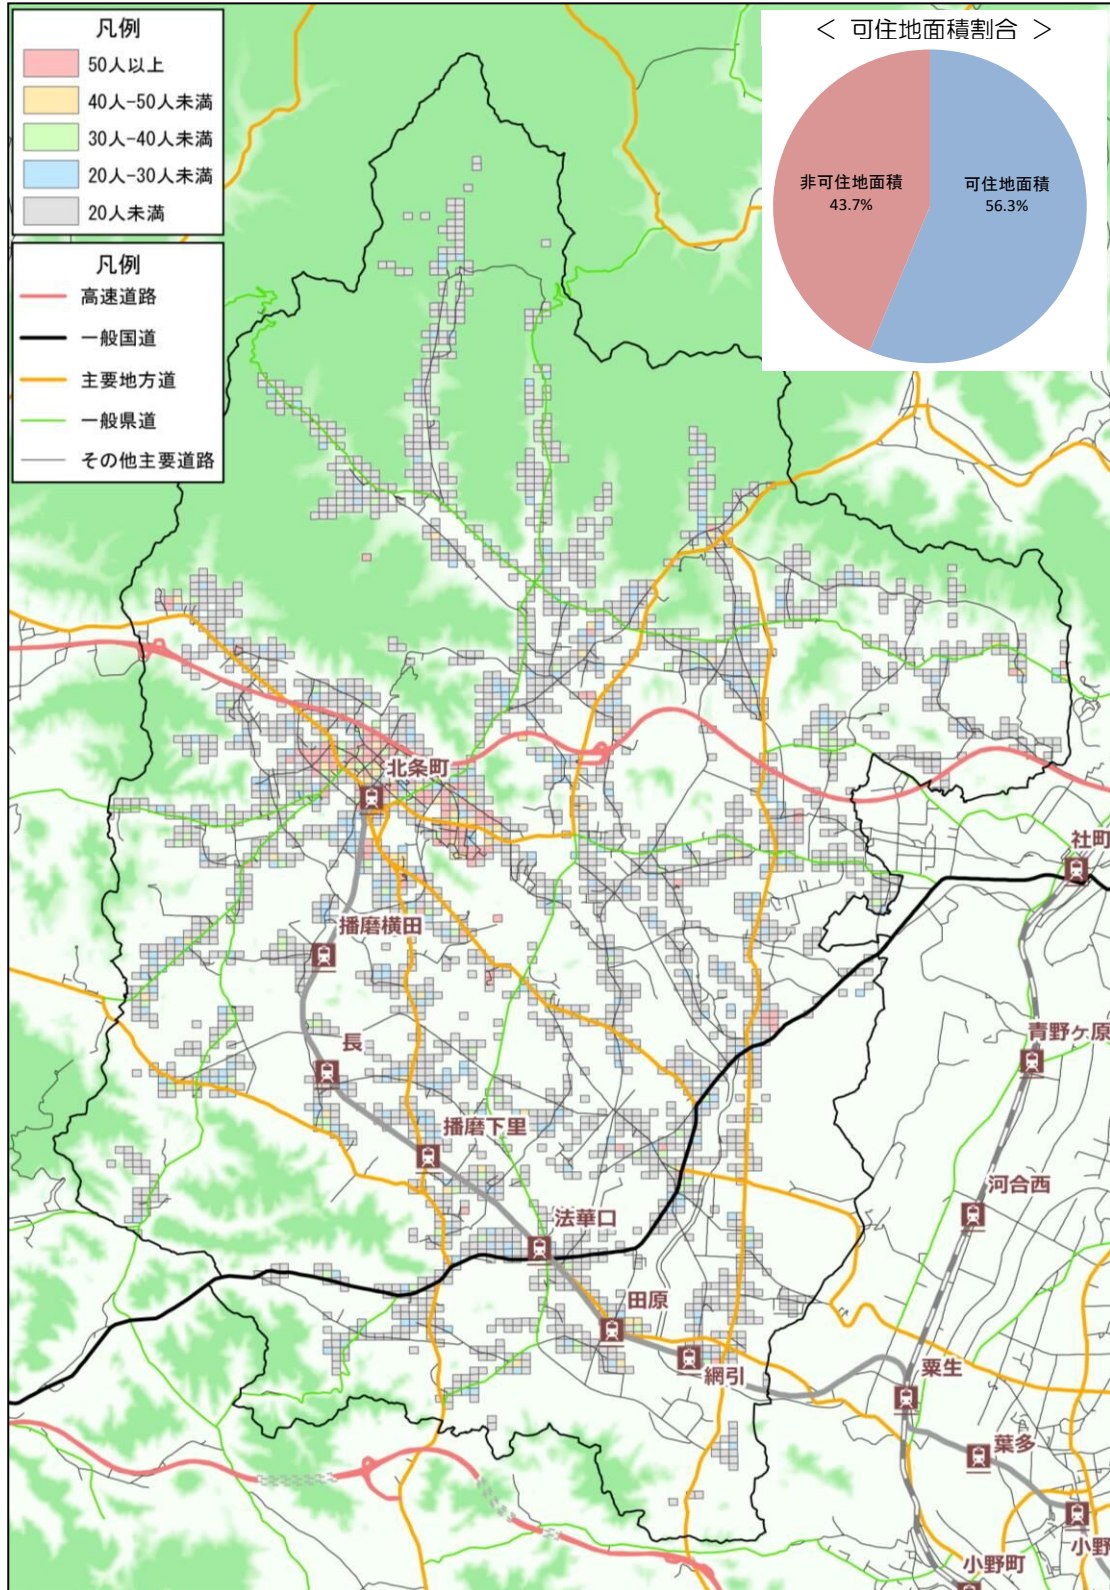 凡例
50人以上
40人-50人未満
30人-40人未満
20人-30人未満
20人未満
凡例
高速道路
一般国道
主要地方道
一般県道
その他主要道路
＜ 可住地面積割合 ＞
非可住地面積
43.7%
可住地面積
56.3%
北条町
社町
播磨横田
青野ヶ原
長
播磨下里
河合西
法華口
田原
網引
粟生
葉多
小野
小野町